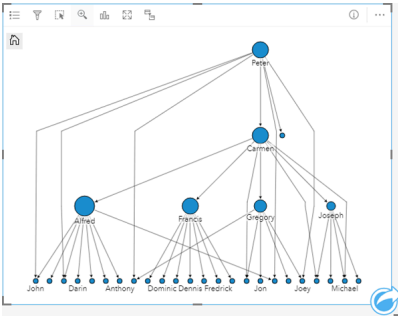 Peter
Carmen
Alfred Francis Gregory Joseph
John Darin Anthony Dominic Dennis Fredrick Jon Joey Michael